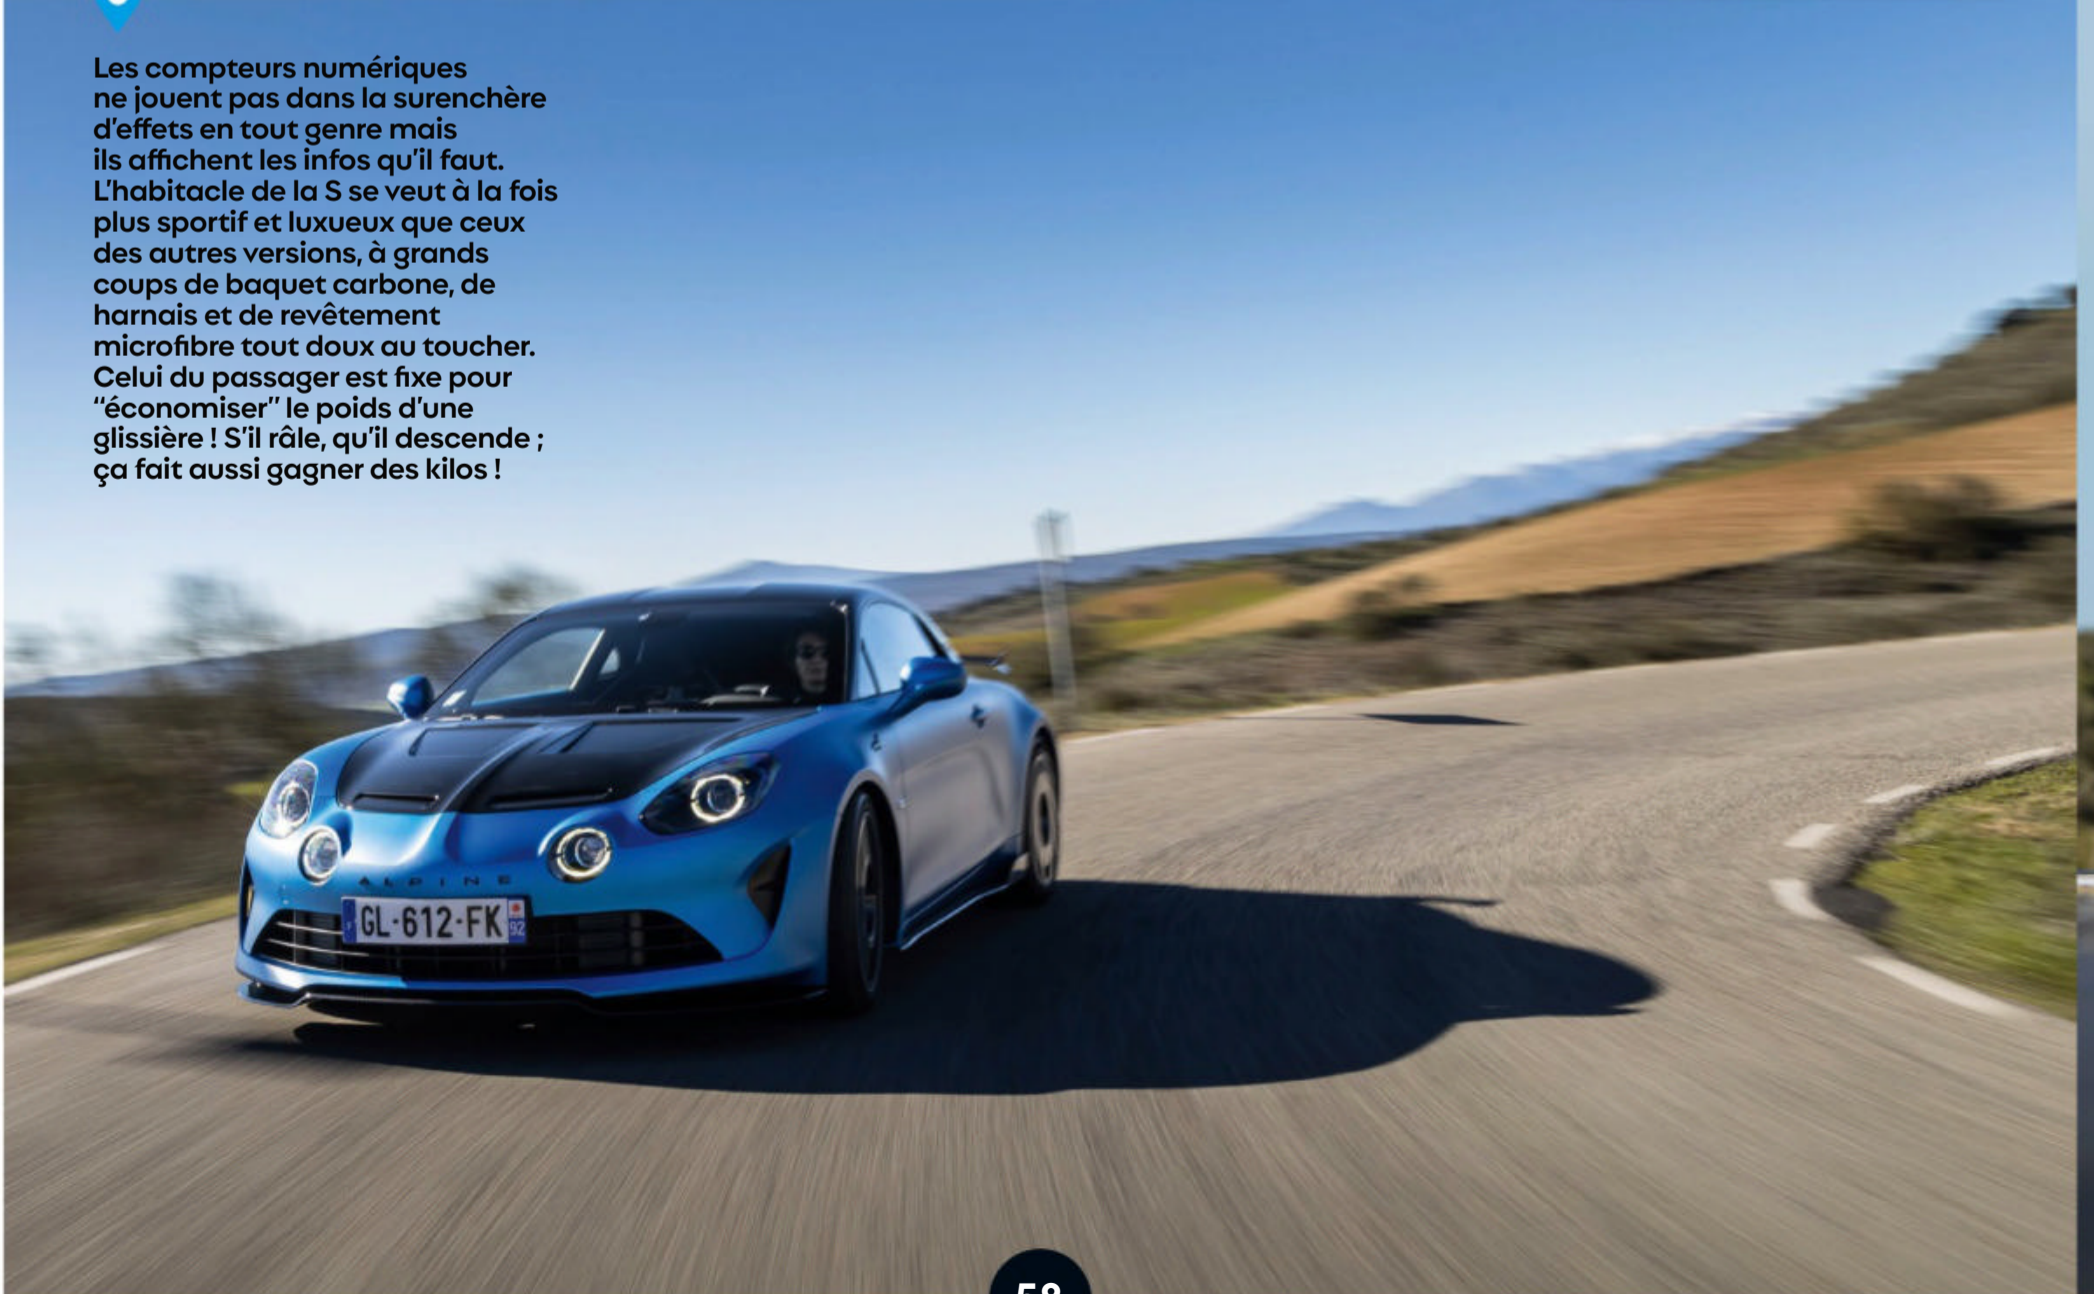 Les compteurs numériques
ne jouent pas dans la surenchère
d'effets en tout genre mais
ils affichent les infos qu'il faut.
L'habitacle de la S se veut à la fois
plus sportif et luxueux que ceux
des autres versions, à grands
coups de baquet carbone, de
harnais et de revêtement
microfibre tout doux au toucher.
Celui du passager est fixe pour
“économiser” le poids d'une
glissière ! S'il râle, qu'il descende ;
ça fait aussi gagner des kilos !
ALPINE
GL-612-FK
92